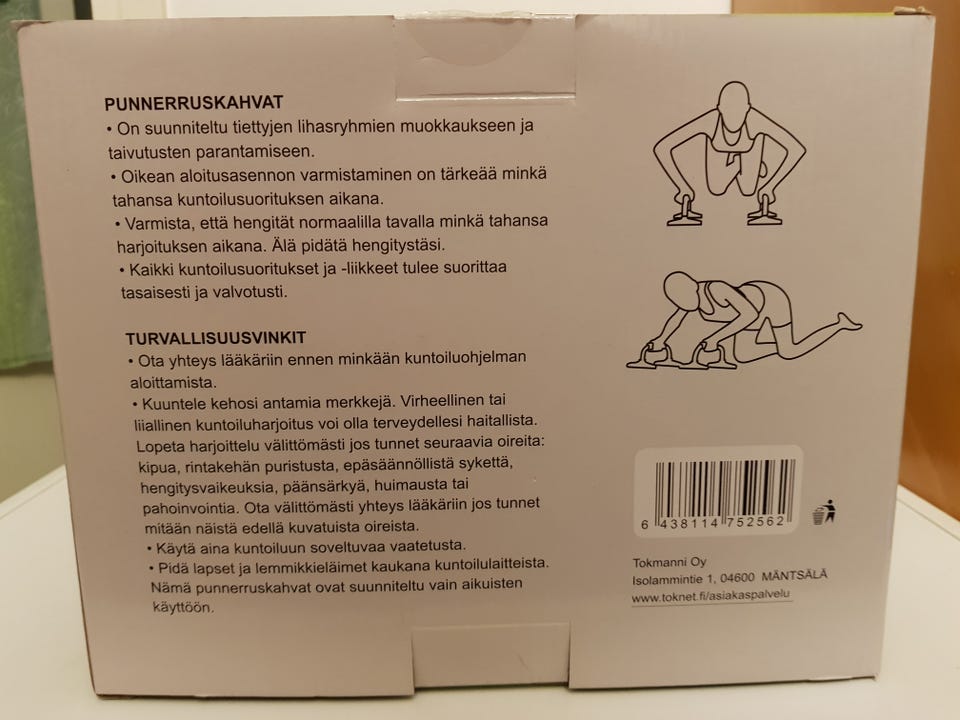 PUNNERRUSKAHVAT
• On suunniteltu tiettyjen lihasryhmien muokkaukseen ja
taivutusten parantamiseen.
• Oikean aloitusasennon varmistaminen on tärkeää minkä
tahansa kuntoilusuorituksen aikana.
• Varmista, että hengität normaalilla tavalla minkä tahansa
harjoituksen aikana. Älä pidätä hengitystäsi.
• Kaikki kuntoilusuoritukset ja -liikkeet tulee suorittaa
tasaisesti ja valvotusti.
TURVALLISUUSVINKIT
• Ota yhteys lääkäriin ennen minkään kuntoiluohjelman
aloittamista.
• Kuuntele kehosi antamia merkkejä. Virheellinen tai
liiallinen kuntoiluharjoitus voi olla terveydellesi haitallista.
Lopeta harjoittelu välittömästi jos tunnet seuraavia oireita:
kipua, rintakehän puristusta, epäsäännöllistä sykettä,
hengitysvaikeuksia, päänsärkyä, huimausta tai
pahoinvointia. Ota välittömästi yhteys lääkäriin jos tunnet
mitään näistä edellä kuvatuista oireista.
• Käytä aina kuntoiluun soveltuvaa vaatetusta.
• Pidä lapset ja lemmikkieläimet kaukana kuntoilulaitteista.
Nämä punnerruskahvat ovat suunniteltu vain aikuisten
käyttöön.
6 438114 752562
Tokmanni Oy
Isolammintie 1, 04600 MÄNTSÄLÄ
www.toknet.fi/asiakaspalvelu